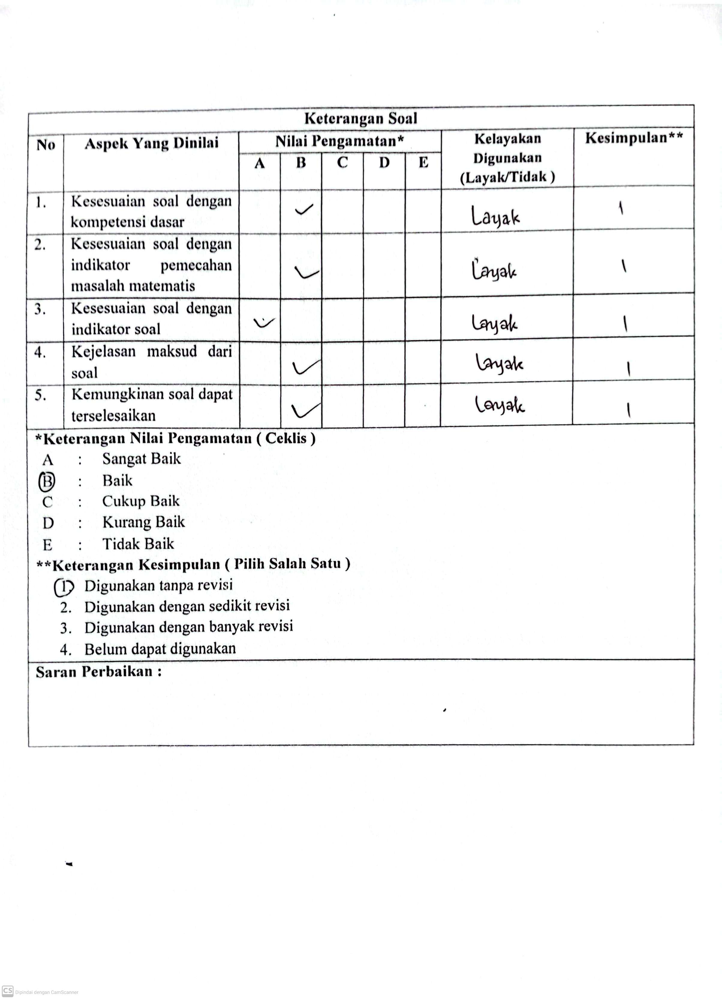 Keterangan Soal
No Aspek Yang Dinilai Nilai Pengamatan* Kelayakan Digunakan (Layak/Tidak ) Kesimpulan**
A B C D E
1. Kesesuaian soal dengan ✓ Layak 1
kompetensi dasar
2. Kesesuaian soal dengan
indikator pemecahan ✓ Layak 1
masalah matematis
3. Kesesuaian soal dengan ✓ Layak 1
indikator soal
4. Kejelasan maksud dari ✓ Layak 1
soal
5. Kemungkinan soal dapat ✓ Layak 1
terselesaikan
*Keterangan Nilai Pengamatan ( Ceklis )
A : Sangat Baik
B : Baik
C : Cukup Baik
D : Kurang Baik
E : Tidak Baik
**Keterangan Kesimpulan ( Pilih Salah Satu )
1. Digunakan tanpa revisi
2. Digunakan dengan sedikit revisi
3. Digunakan dengan banyak revisi
4. Belum dapat digunakan
Saran Perbaikan :
CS Dipindai dengan CamScanner